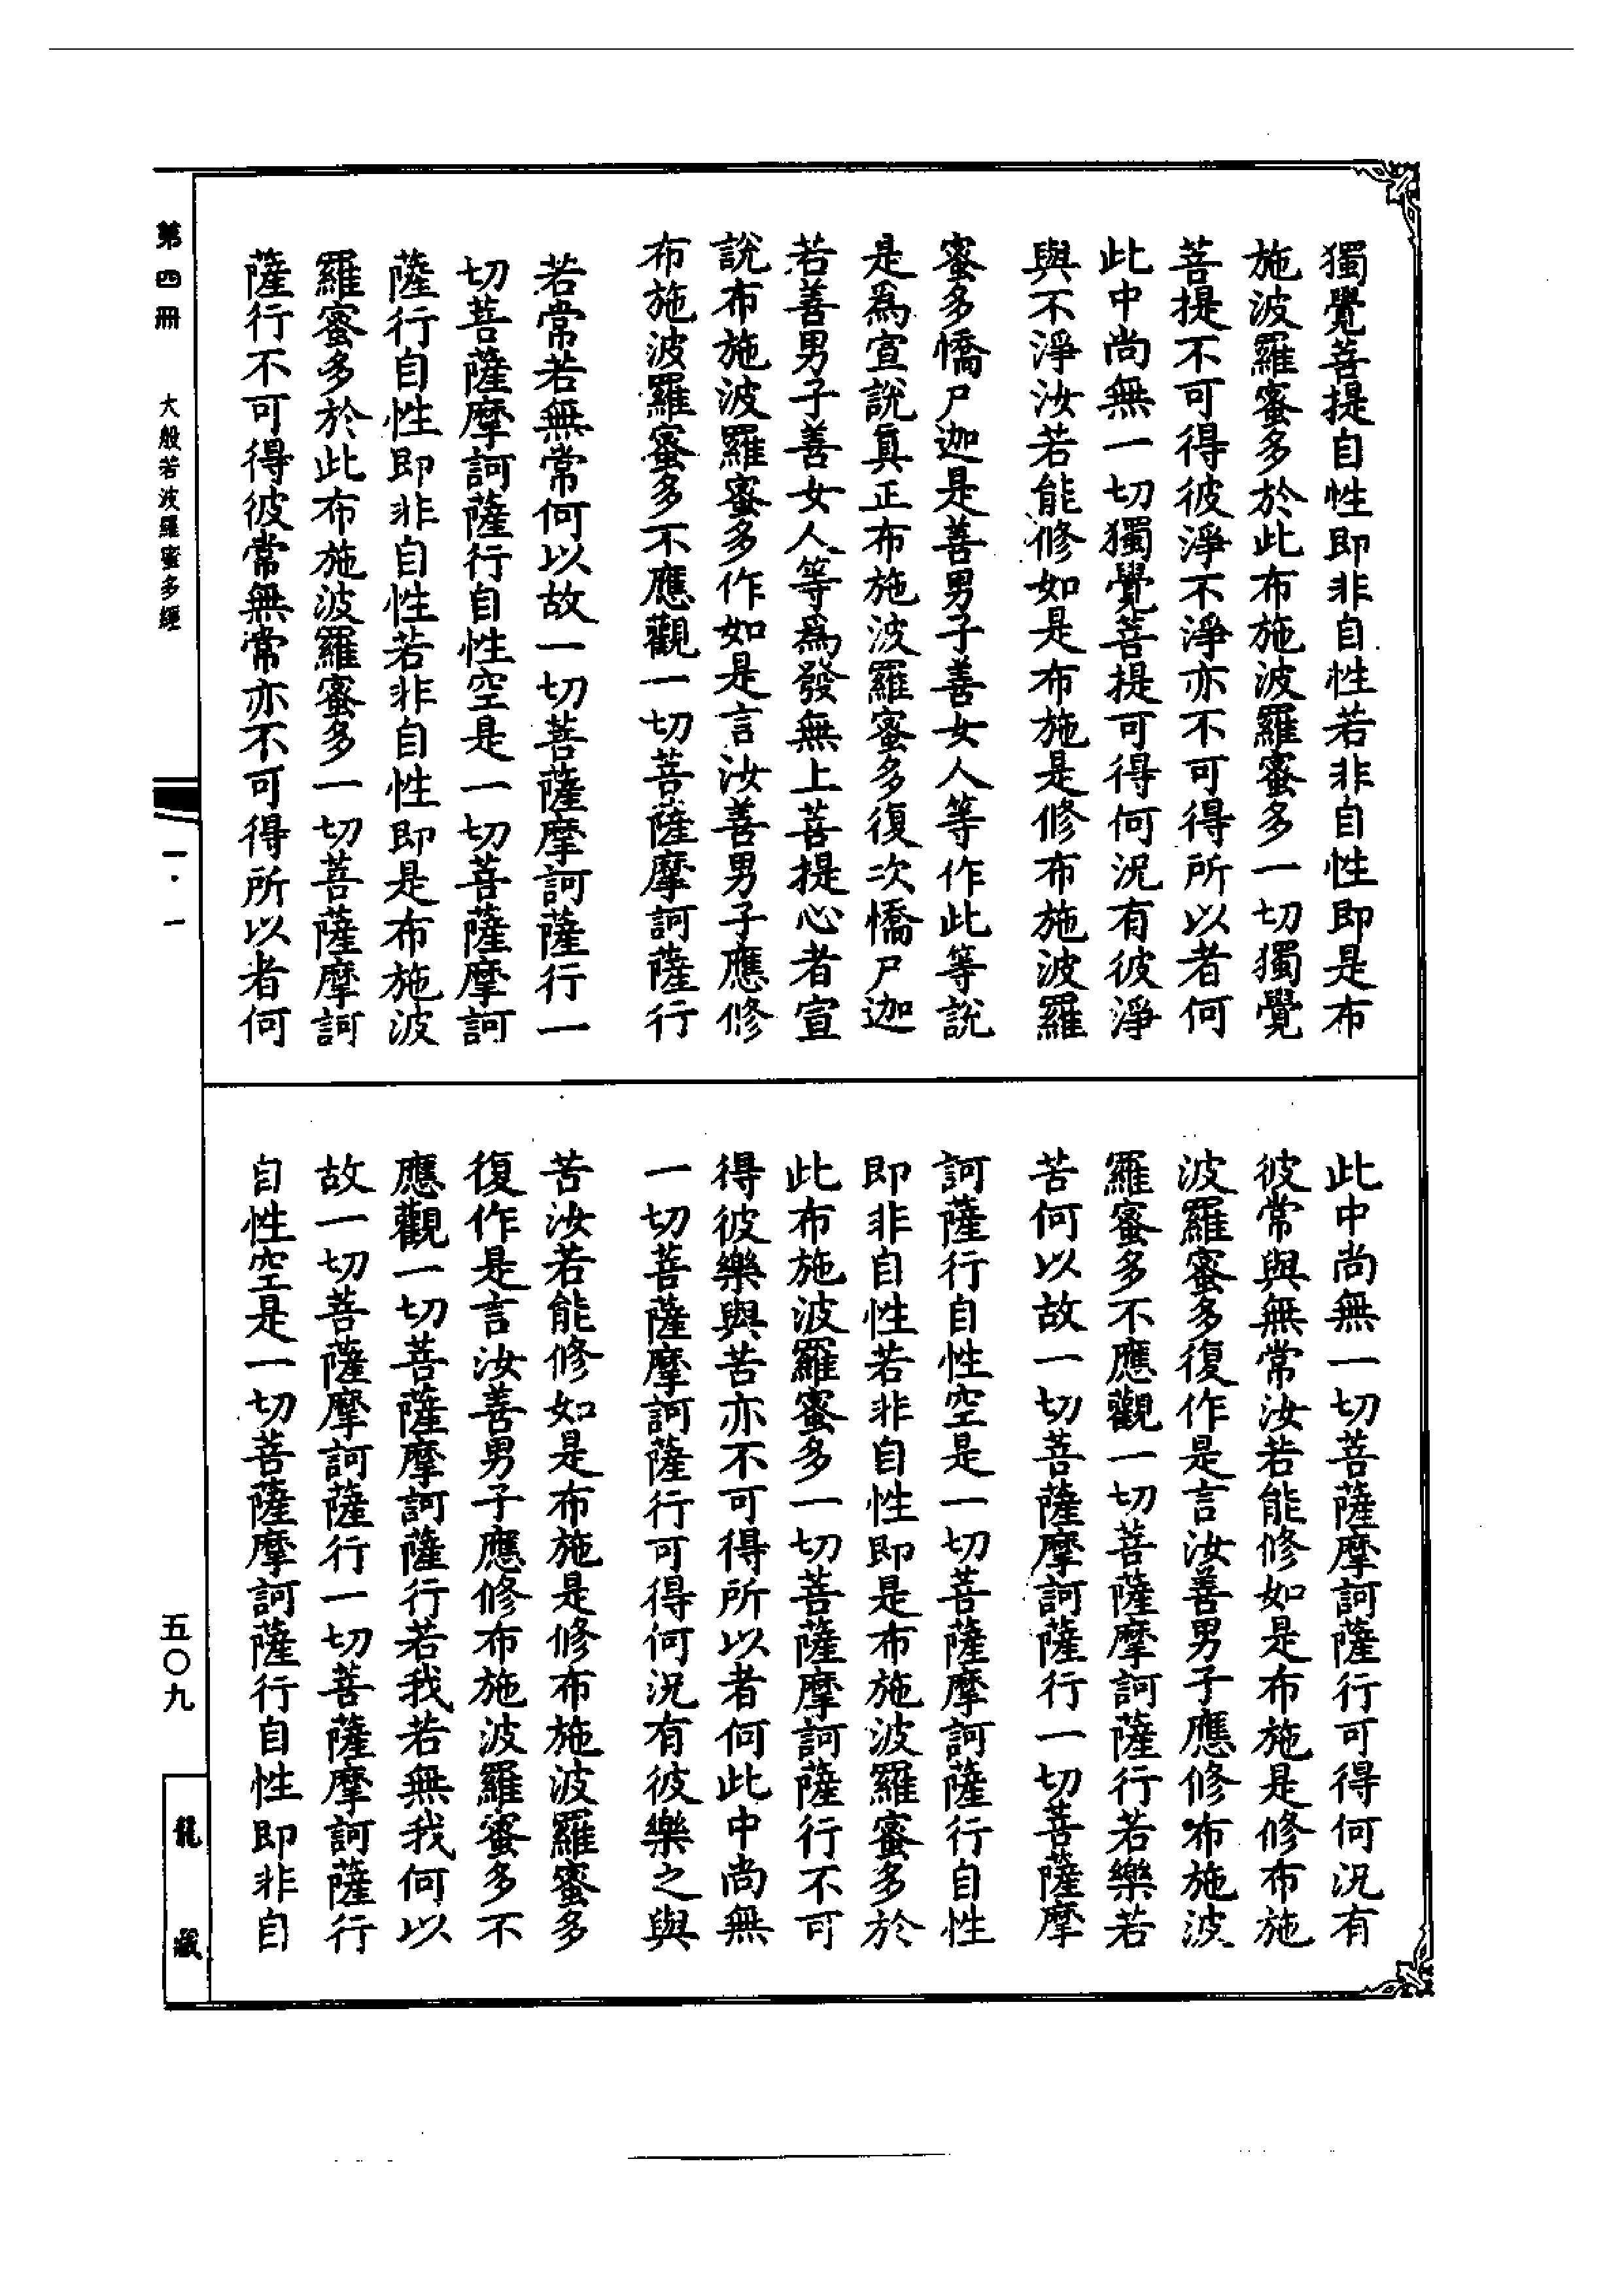 獨覺菩提自性即非自性若非自性即是布
施波羅蜜多於此布施波羅蜜多一切獨覺
菩提不可得彼淨不淨亦不可得所以者何
此中尚無一切獨覺菩提可得何況有彼淨
與不淨汝若能修如是布施是修布施波羅
蜜多憍尸迦是善男子善女人等作此等說
是爲宣說真正布施波羅蜜多復次憍尸迦
若善男子善女人等爲發無上菩提心者宣
說布施波羅蜜多作如是言汝善男子應修
布施波羅蜜多不應觀一切菩薩摩訶薩行
若常若無常何以故一切菩薩摩訶薩行一
切菩薩摩訶薩行自性空是一切菩薩摩訶
薩行自性即非自性若非自性即是布施波
羅蜜多於此布施波羅蜜多一切菩薩摩訶
薩行不可得彼常無常亦不可得所以者何
此中尚無一切菩薩摩訶薩行可得何況有
彼常與無常汝若能修如是布施是修布施
波羅蜜多復作是言汝善男子應修布施波
羅蜜多不應觀一切菩薩摩訶薩行若樂若
苦何以故一切菩薩摩訶薩行一切菩薩摩
訶薩行自性空是一切菩薩摩訶薩行自性
即非自性若非自性即是布施波羅蜜多於
此布施波羅蜜多一切菩薩摩訶薩行不可
得彼樂與苦亦不可得所以者何此中尚無
一切菩薩摩訶薩行可得何況有彼樂之與
苦汝若能修如是布施是修布施波羅蜜多
復作是言汝善男子應修布施波羅蜜多不
應觀一切菩薩摩訶薩行若我若無我何以
故一切菩薩摩訶薩行一切菩薩摩訶薩行
自性空是一切菩薩摩訶薩行自性即非自
第四冊 大般若波羅蜜多經 一·一 五〇九
龍藏